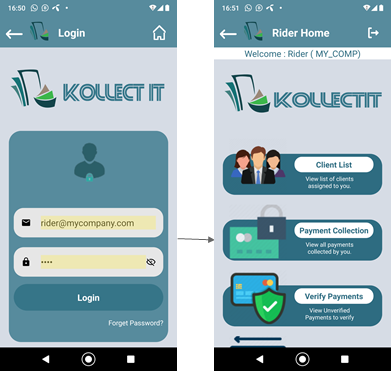 16:50
Login
KOLLECT IT
rider@mycompany.com
••••
Login
Forget Password?
16:51
Rider Home
Welcome : Rider ( MY_COMP)
KOLLECTIT
Client List
View list of clients
assigned to you.
Payment Collection
View all payments
collected by you.
Verify Payments
View Unverified
Payments to verify